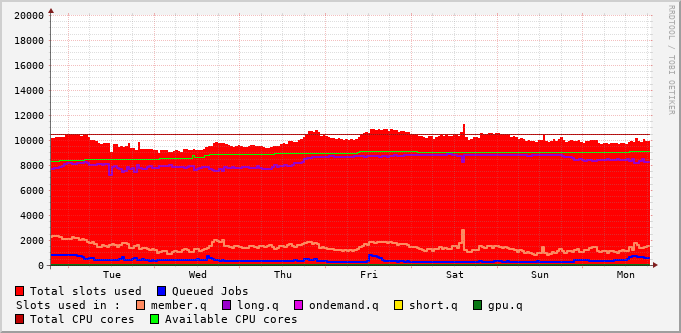 20000
18000
16000
14000
12000
10000
8000
6000
4000
2000
0
Tue Wed Thu Fri Sat Sun Mon
RRDTOOL / TOBI OETIKER
Total slots used Queued Jobs
Slots used in : member.q long.q ondemand.q short.q gpu.q
Total CPU cores Available CPU cores